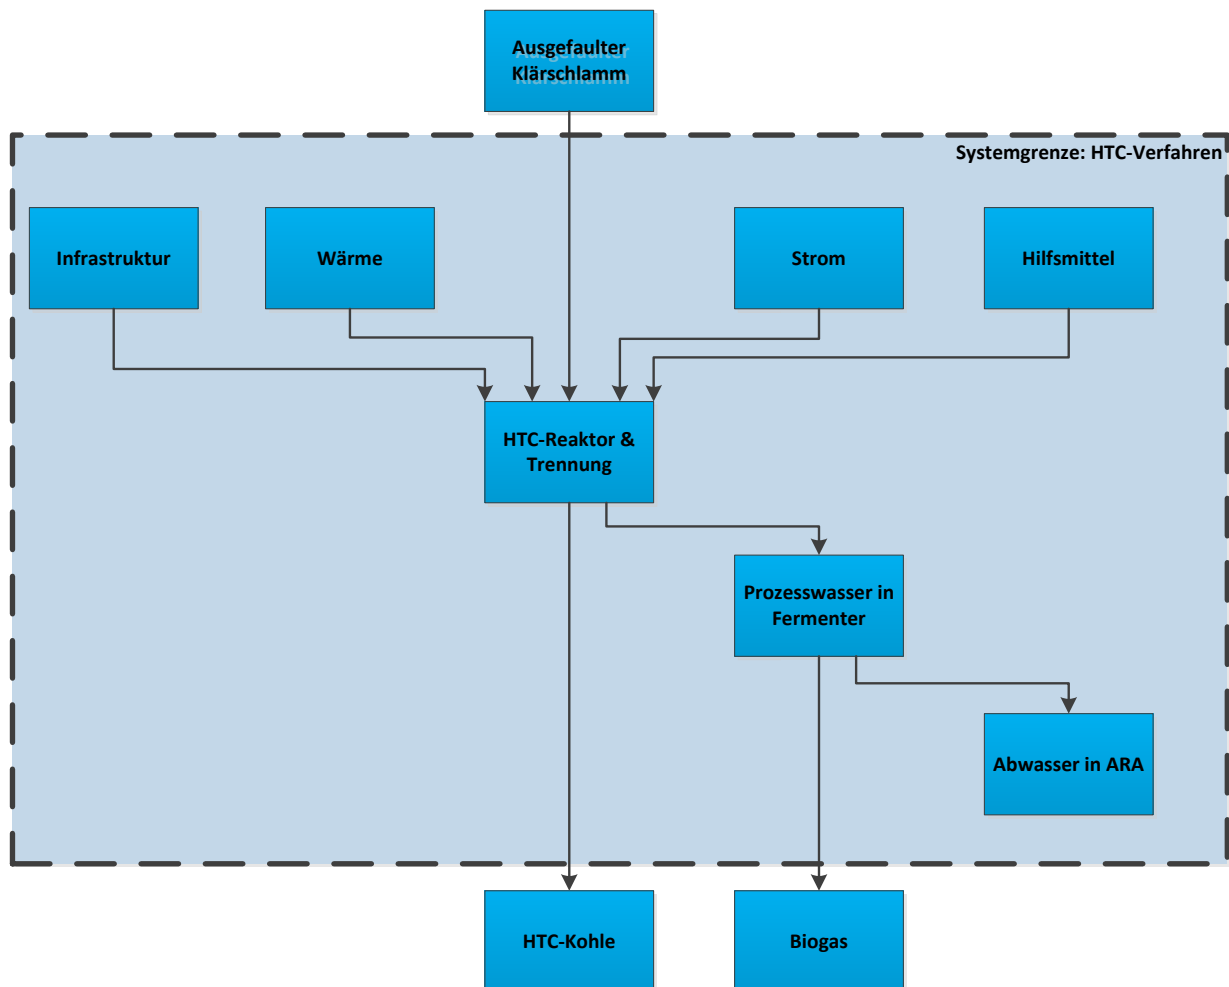 Ausgefaulter
Klärschlamm
Systemgrenze: HTC-Verfahren
Infrastruktur
Wärme
Strom
Hilfsmittel
HTC-Reaktor &
Trennung
Prozesswasser in
Fermenter
Abwasser in ARA
HTC-Kohle
Biogas